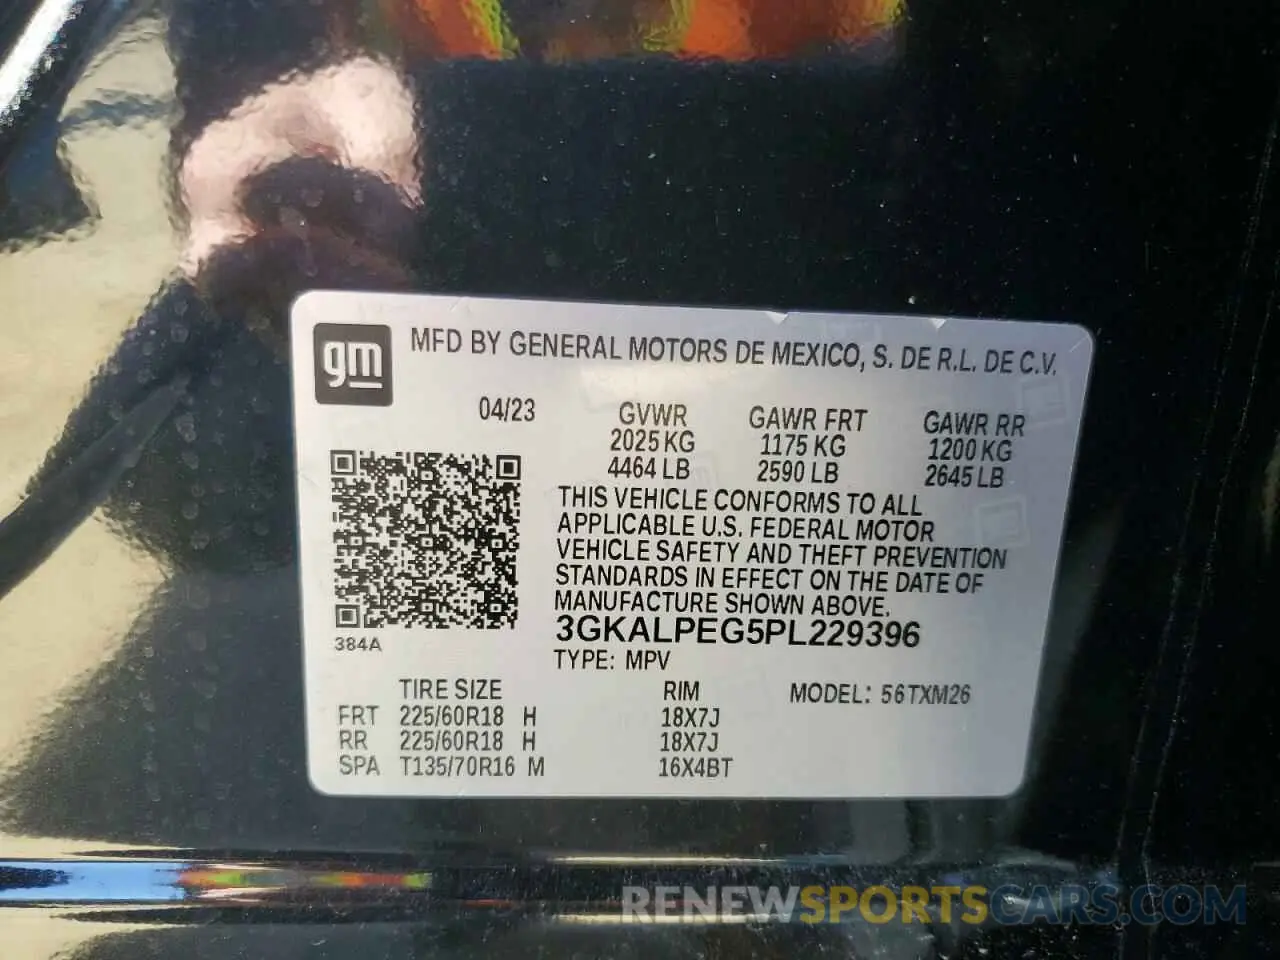 gm
MFD BY GENERAL MOTORS DE MEXICO, S. DE R.L. DE C.V.
04/23
GVWR GAWR FRT GAWR RR
2025 KG 1175 KG 1200 KG
4464 LB 2590 LB 2645 LB
THIS VEHICLE CONFORMS TO ALL
APPLICABLE U.S. FEDERAL MOTOR
VEHICLE SAFETY AND THEFT PREVENTION
STANDARDS IN EFFECT ON THE DATE OF
MANUFACTURE SHOWN ABOVE.
3GKALPEG5PL229396
384A
TYPE: MPV
TIRE SIZE RIM MODEL: 56TXM26
FRT 225/60R18 H 18X7J
RR 225/60R18 H 18X7J
SPA T135/70R16 M 16X4BT
RENEWSPORTSCARS.COM